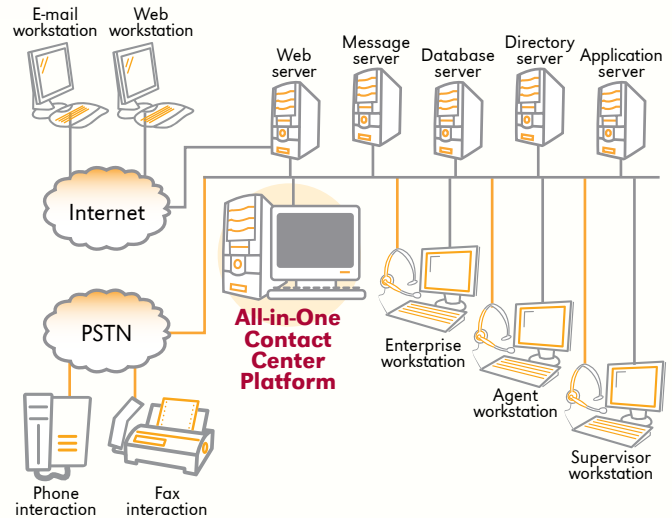 E-mail
workstation
Web
workstation
Web
server
Message
server
Database
server
Directory
server
Application
server
Internet
All-in-One
Contact
Center
Platform
PSTN
Enterprise
workstation
Agent
workstation
Supervisor
workstation
Phone
interaction
Fax
interaction